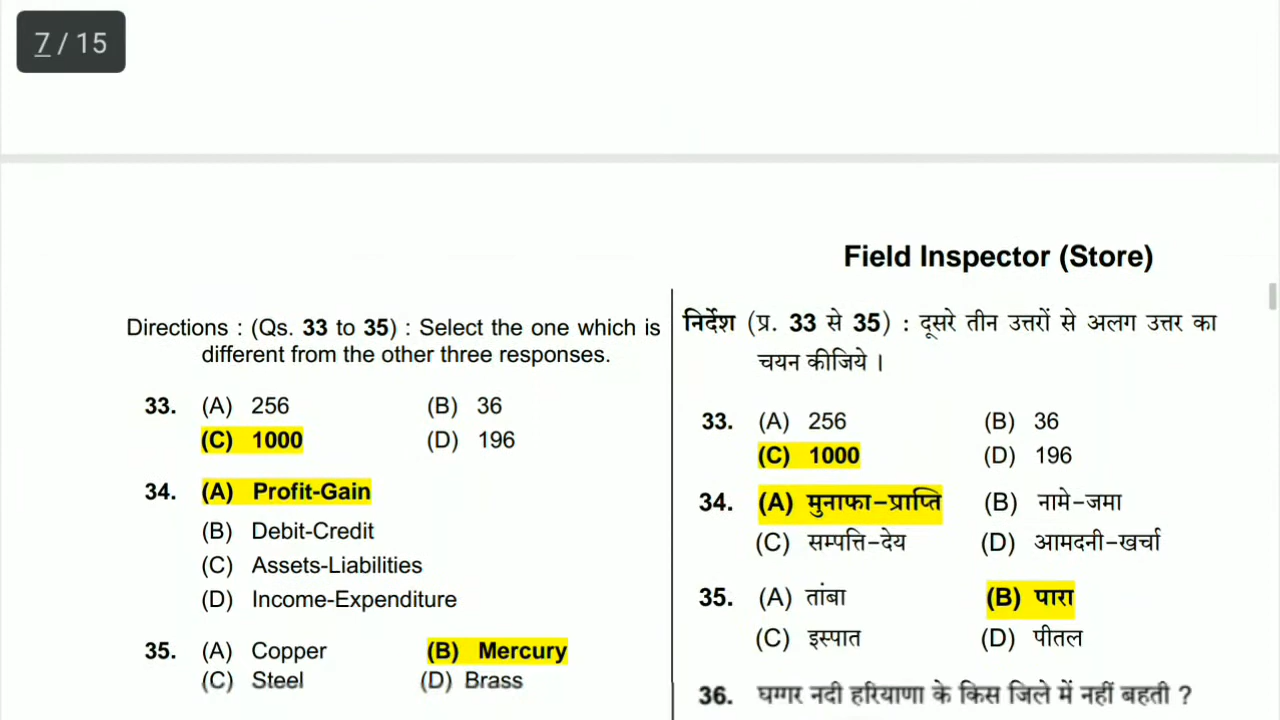 7 / 15
Field Inspector (Store)
Directions : (Qs. 33 to 35) : Select the one which is
different from the other three responses.
33. (A) 256 (B) 36
(C) 1000 (D) 196
34. (A) Profit-Gain
(B) Debit-Credit
(C) Assets-Liabilities
(D) Income-Expenditure
35. (A) Copper (B) Mercury
(C) Steel (D) Brass
निर्देश (प्र. 33 से 35) : दूसरे तीन उत्तरों से अलग उत्तर का
चयन कीजिये ।
33. (A) 256 (B) 36
(C) 1000 (D) 196
34. (A) मुनाफा-प्राप्ति (B) नामे-जमा
(C) सम्पत्ति-देय (D) आमदनी-खर्चा
35. (A) तांबा (B) पारा
(C) इस्पात (D) पीतल
36. घग्गर नदी हरियाणा के किस जिले में नहीं बहती ?